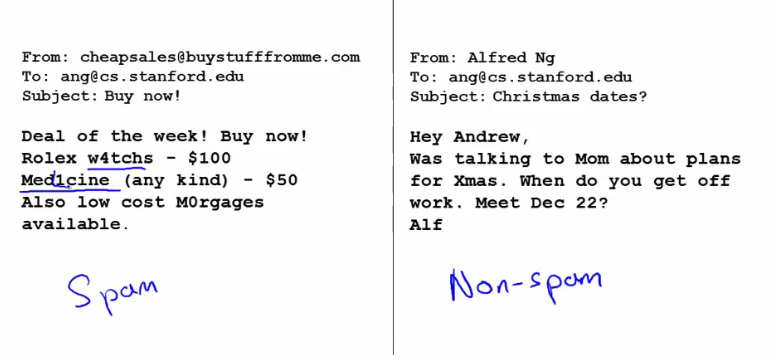 From: cheapsales@buystufffromme.com
To: ang@cs.stanford.edu
Subject: Buy now!
Deal of the week! Buy now!
Rolex w4tchs - $100
Med1cine (any kind) - $50
Also low cost M0rgages
available.
Spam
From: Alfred Ng
To: ang@cs.stanford.edu
Subject: Christmas dates?
Hey Andrew,
Was talking to Mom about plans
for Xmas. When do you get off
work. Meet Dec 22?
Alf
Non-spam